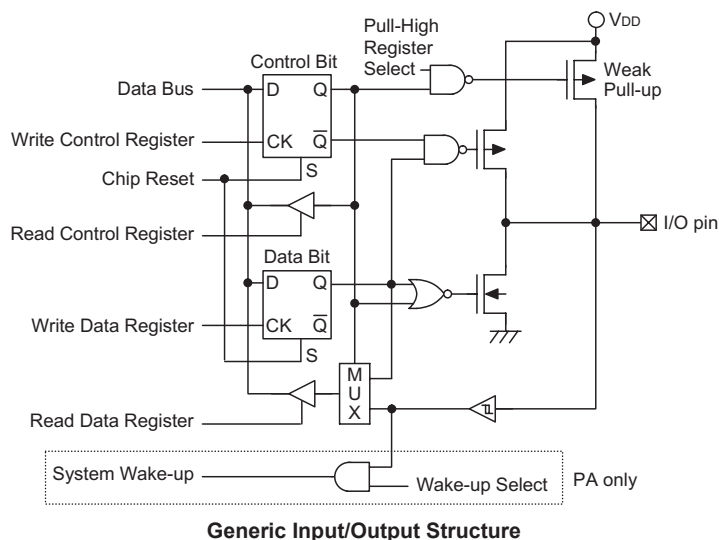 VDD
Pull-High
Register
Select
Control Bit
Weak
Pull-up
Data Bus
D Q
Write Control Register
CK Q
Chip Reset
S
I/O pin
Read Control Register
Data Bit
D Q
Write Data Register
CK Q
S
M
U
X
Read Data Register
System Wake-up
Wake-up Select
PA only
Generic Input/Output Structure